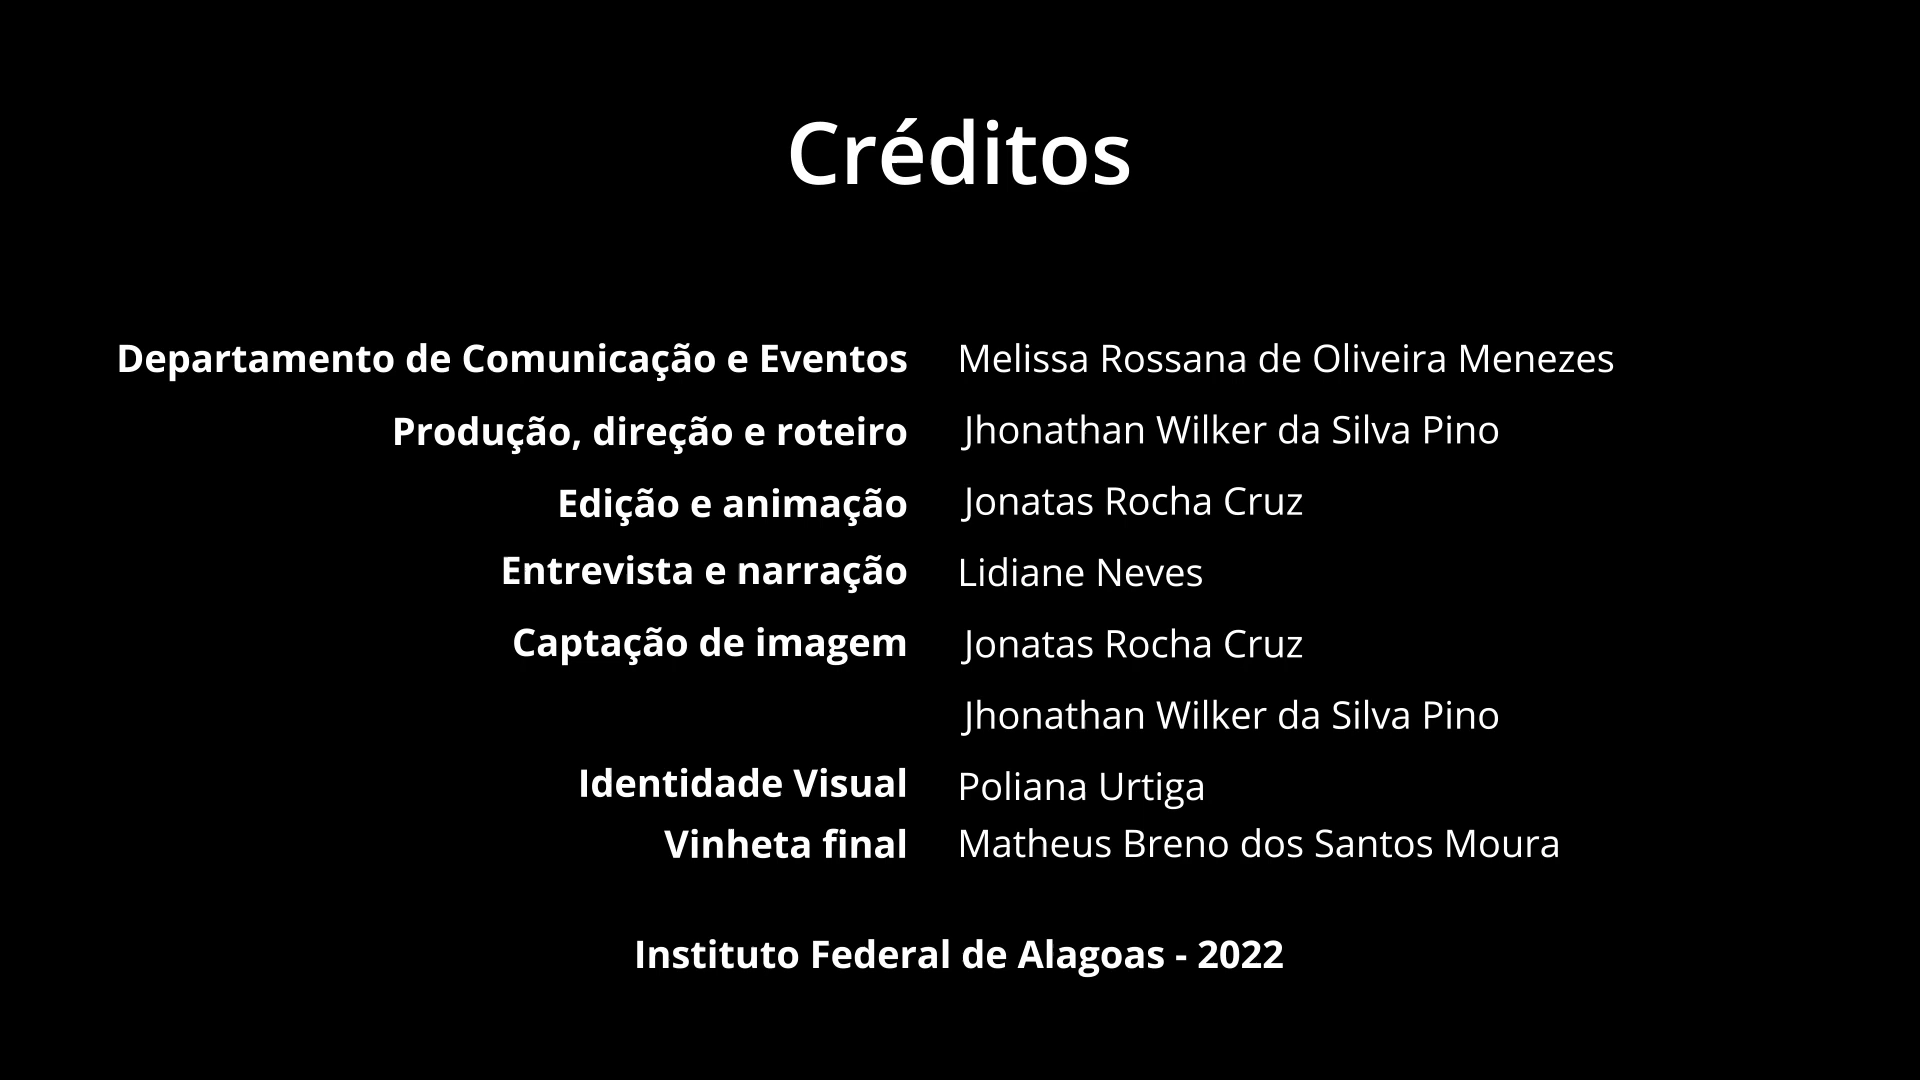 Créditos
Departamento de Comunicação e Eventos Melissa Rossana de Oliveira Menezes
Produção, direção e roteiro Jhonathan Wilker da Silva Pino
Edição e animação Jonatas Rocha Cruz
Entrevista e narração Lidiane Neves
Captação de imagem Jonatas Rocha Cruz
Jhonathan Wilker da Silva Pino
Identidade Visual Poliana Urtiga
Vinheta final Matheus Breno dos Santos Moura
Instituto Federal de Alagoas - 2022